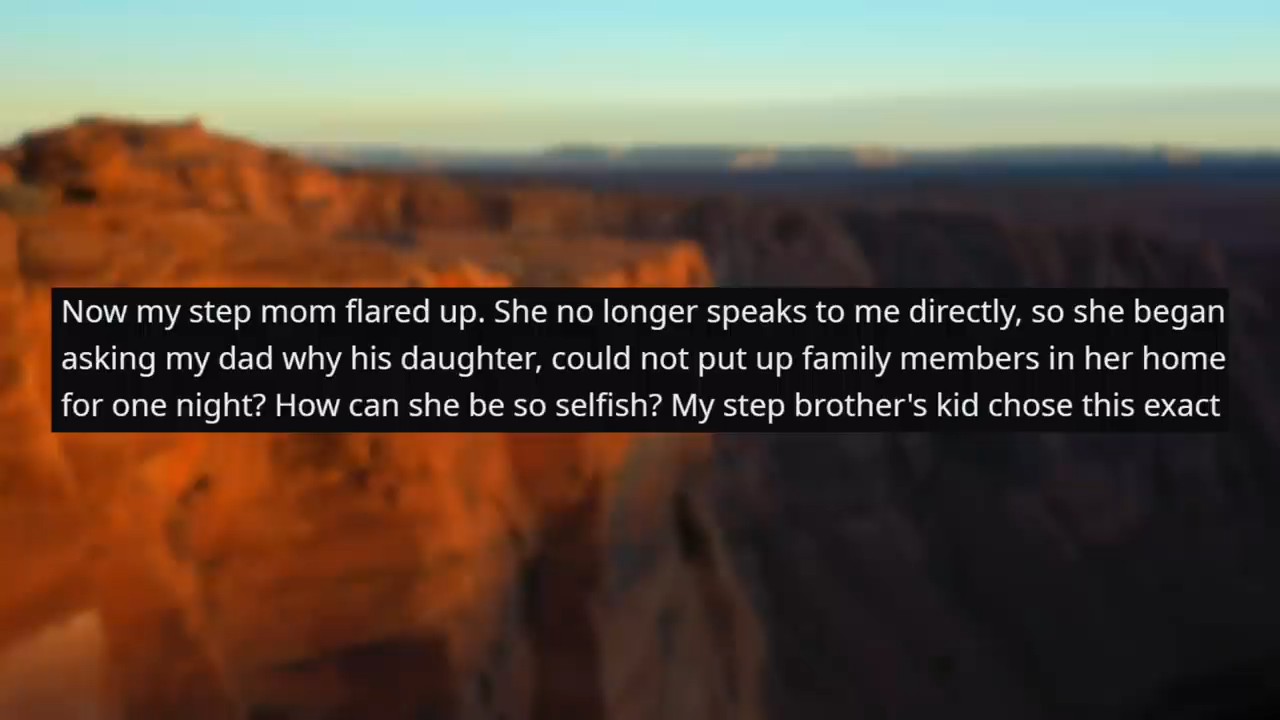 Now my step mom flared up. She no longer speaks to me directly, so she began
asking my dad why his daughter, could not put up family members in her home
for one night? How can she be so selfish? My step brother's kid chose this exact